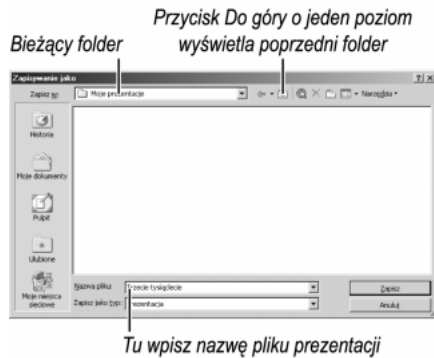 Przycisk Do góry o jeden poziom
Bieżący folder
wyświetla poprzedni folder
Zapisywanie jako
Zapisz w:
Moje prezentacje
Narzędzia
Historia
Moje dokumenty
Pulpit
Ulubione
Moje miejsca
sieciowe
Nazwa pliku:
Trzecie tysiąclecie
Zapisz
Zapisz jako typ:
Prezentacja
Anuluj
Tu wpisz nazwę pliku prezentacji